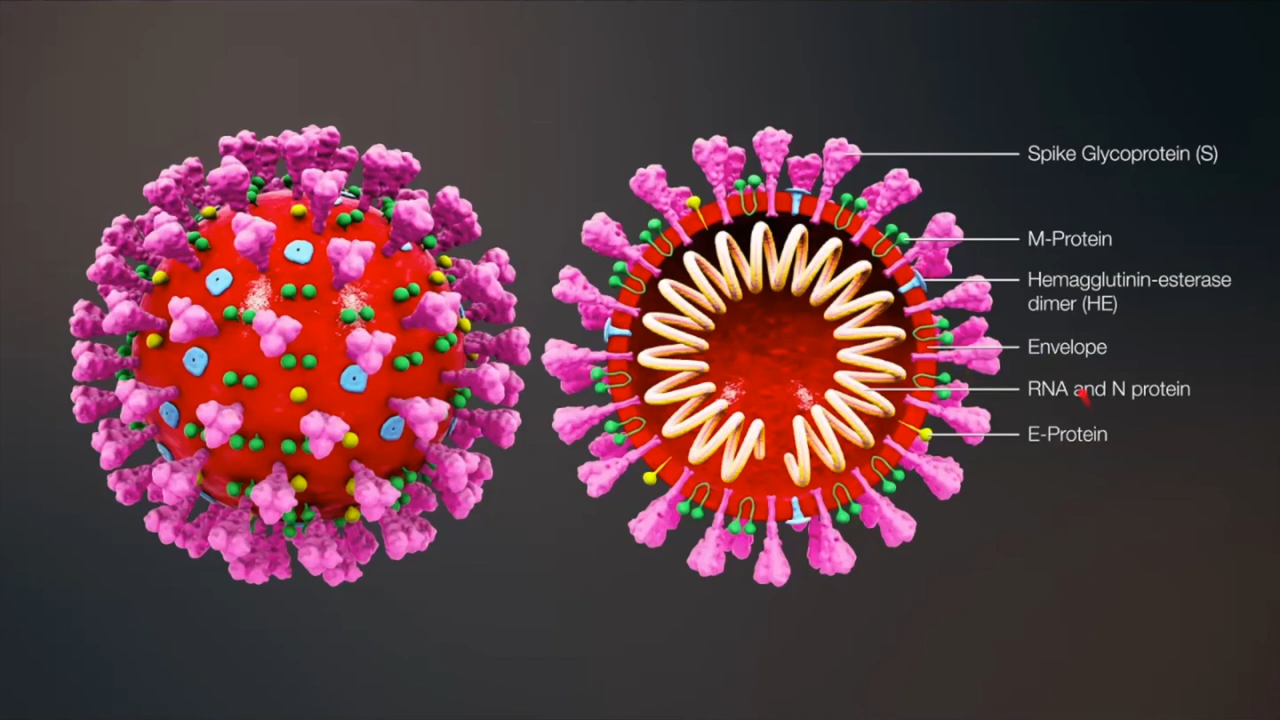 Spike Glycoprotein (S)
M-Protein
Hemagglutinin-esterase
dimer (HE)
Envelope
RNA and N protein
E-Protein